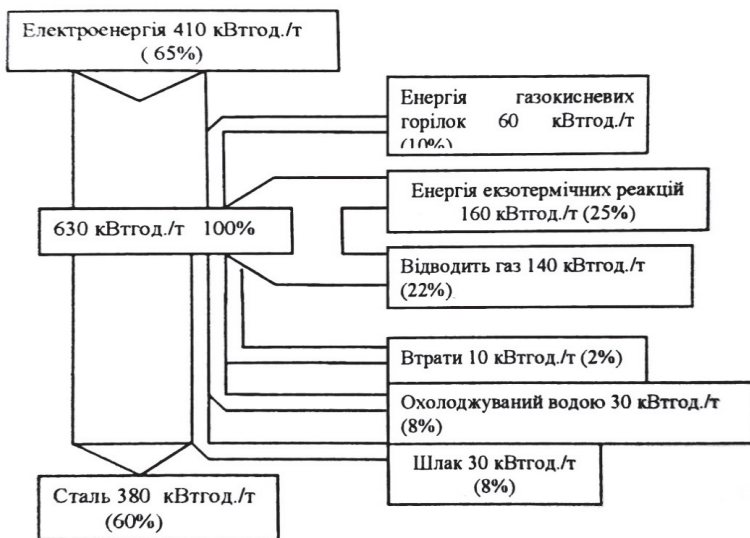 Електроенергія 410 кВтгод./т
( 65%)
Енергія газокисневих
горілок 60 кВтгод./т
(10%)
Енергія екзотермічних реакцій
160 кВтгод./т (25%)
630 кВтгод./т 100%
Відводить газ 140 кВтгод./т
(22%)
Втрати 10 кВтгод./т (2%)
Охолоджуваний водою 30 кВтгод./т
(8%)
Шлак 30 кВтгод./т
(8%)
Сталь 380 кВтгод./т
(60%)